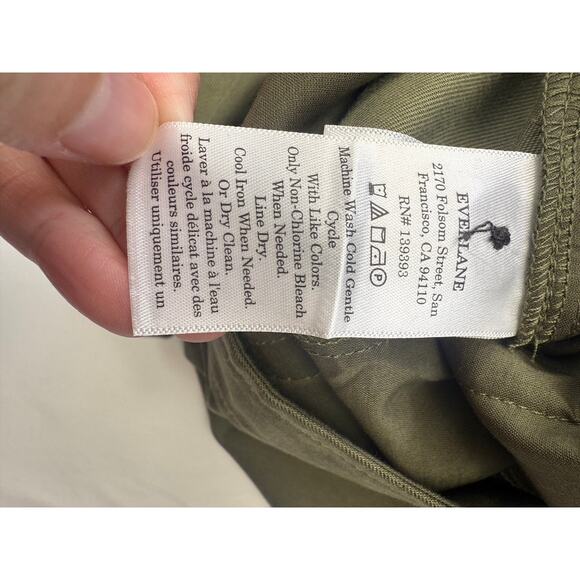 EVERLANE
2170 Folsom Street, San
Francisco, CA 94110
RN# 139393
Machine Wash Cold Gentle
Cycle
With Like Colors.
Only Non-Chlorine Bleach
When Needed.
Line Dry.
Cool Iron When Needed.
Or Dry Clean.
Laver à la machine à l'eau
froide cycle délicat avec des
couleurs similaires.
Utiliser uniquement un